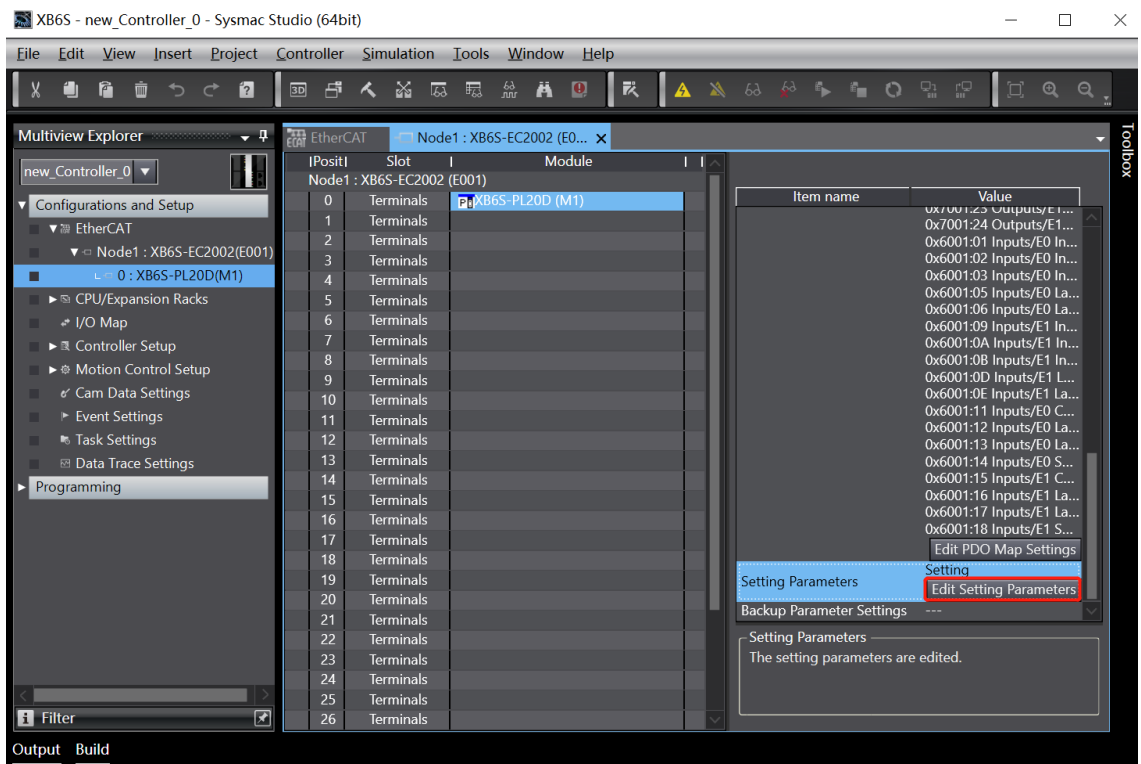 XB6S - new_Controller_0 - Sysmac Studio (64bit)
File Edit View Insert Project Controller Simulation Tools Window Help
Multiview Explorer
new_Controller_0
Configurations and Setup
EtherCAT
Node1 : XB6S-EC2002(E001)
0 : XB6S-PL20D(M1)
CPU/Expansion Racks
I/O Map
Controller Setup
Motion Control Setup
Cam Data Settings
Event Settings
Task Settings
Data Trace Settings
Programming
Filter
EtherCAT
Node1 : XB6S-EC2002 (E0...
Posit Slot Module
Node1 : XB6S-EC2002 (E001)
0 Terminals XB6S-PL20D (M1)
1 Terminals
2 Terminals
3 Terminals
4 Terminals
5 Terminals
6 Terminals
7 Terminals
8 Terminals
9 Terminals
10 Terminals
11 Terminals
12 Terminals
13 Terminals
14 Terminals
15 Terminals
16 Terminals
17 Terminals
18 Terminals
19 Terminals
20 Terminals
21 Terminals
22 Terminals
23 Terminals
24 Terminals
25 Terminals
26 Terminals
Item name Value
0x7001:23 Outputs/E1...
0x7001:24 Outputs/E1...
0x6001:01 Inputs/E0 In...
0x6001:02 Inputs/E0 In...
0x6001:03 Inputs/E0 In...
0x6001:05 Inputs/E0 La...
0x6001:06 Inputs/E0 La...
0x6001:09 Inputs/E1 In...
0x6001:0A Inputs/E1 In...
0x6001:0B Inputs/E1 In...
0x6001:0D Inputs/E1 L...
0x6001:0E Inputs/E1 La...
0x6001:11 Inputs/E0 C...
0x6001:12 Inputs/E0 La...
0x6001:13 Inputs/E0 La...
0x6001:14 Inputs/E0 S...
0x6001:15 Inputs/E1 C...
0x6001:16 Inputs/E1 La...
0x6001:17 Inputs/E1 La...
0x6001:18 Inputs/E1 S...
Edit PDO Map Settings
Setting Parameters Setting
Edit Setting Parameters
Backup Parameter Settings ---
Setting Parameters
The setting parameters are edited.
Toolbox
Output Build